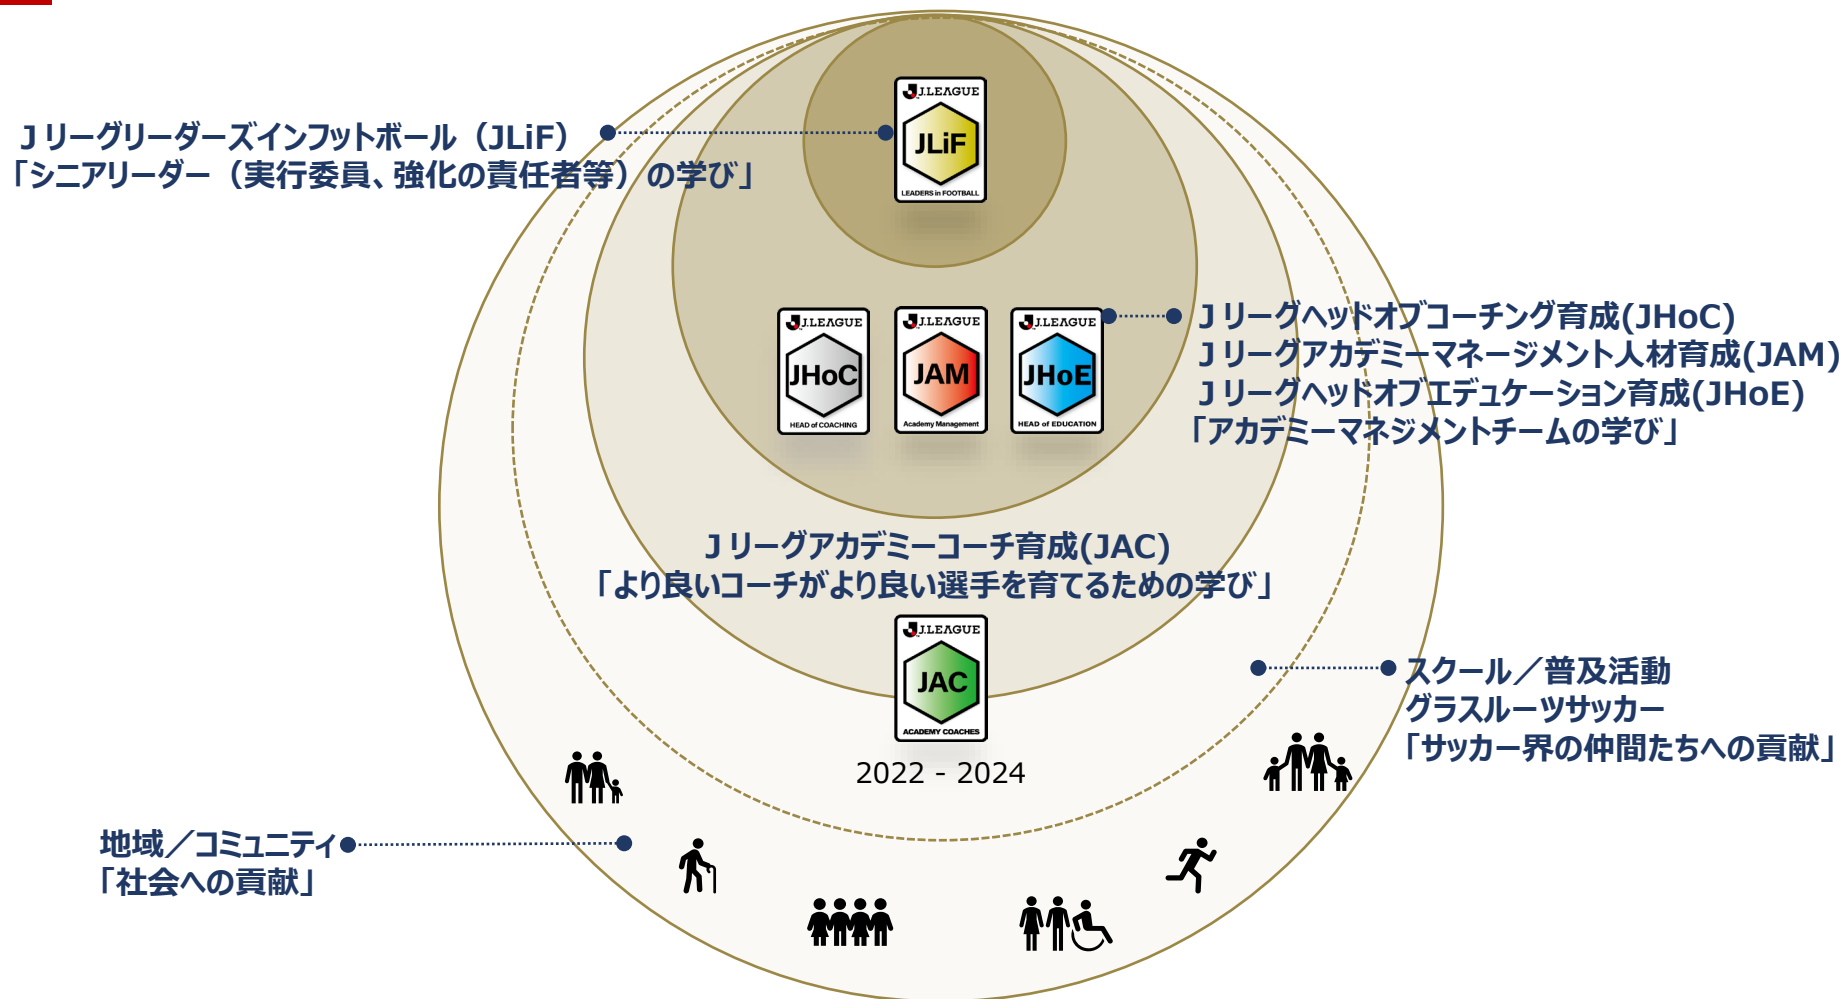 Jリーグリーダーズインフットボール（JLiF）
「シニアリーダー（実行委員、強化の責任者等）の学び」
J.LEAGUE
JLiF
LEADERS in FOOTBALL
J.LEAGUE
JHoC
HEAD of COACHING
J.LEAGUE
JAM
Academy Management
J.LEAGUE
JHoE
HEAD of EDUCATION
Jリーグヘッドオブコーチング育成(JHoC)
Jリーグアカデミーマネージメント人材育成(JAM)
Jリーグヘッドオブエデュケーション育成(JHoE)
「アカデミーマネジメントチームの学び」
Jリーグアカデミーコーチ育成(JAC)
「より良いコーチがより良い選手を育てるための学び」
J.LEAGUE
JAC
ACADEMY COACHES
2022 - 2024
スクール／普及活動
グラスルーツサッカー
「サッカー界の仲間たちへの貢献」
地域／コミュニティ
「社会への貢献」